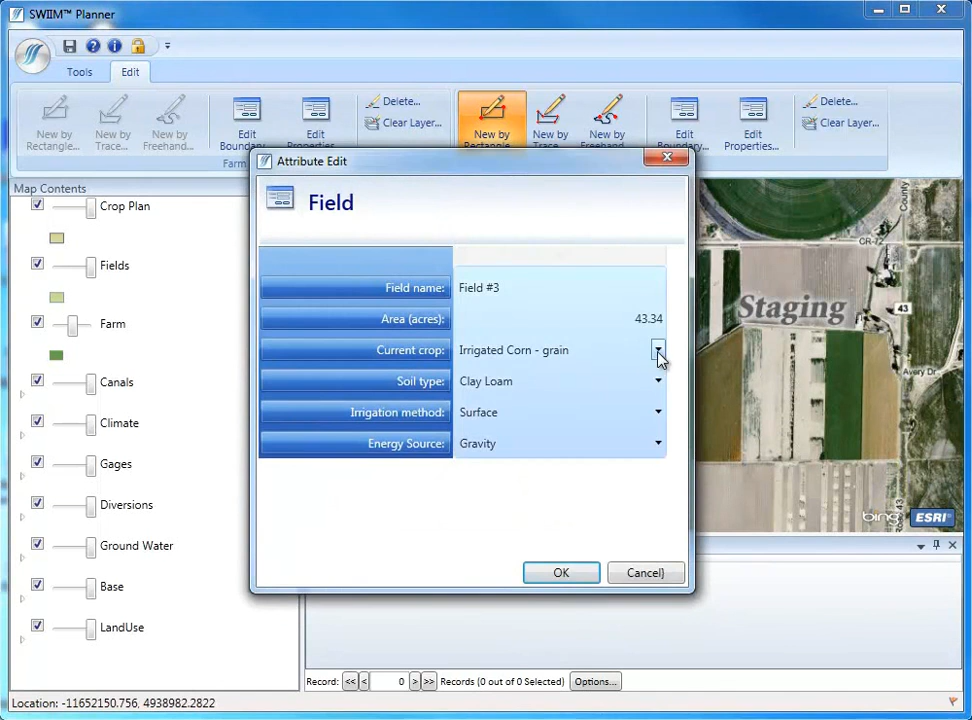 SWIIM™ Planner
Tools
Edit
New by
Rectangle...
New by
Trace...
New by
Freehand...
Edit
Boundary...
Edit
Properties...
Delete...
Clear Layer...
Farm
New by
Rectangle...
New by
Trace...
New by
Freehand...
Edit
Boundary...
Edit
Properties...
Delete...
Clear Layer...
Map Contents
Crop Plan
Fields
Farm
Canals
Climate
Gages
Diversions
Ground Water
Base
LandUse
Attribute Edit
Field
Field name: Field #3
Area (acres): 43.34
Current crop: Irrigated Corn - grain
Soil type: Clay Loam
Irrigation method: Surface
Energy Source: Gravity
OK
Cancel}
County
CR-72
Staging
43
Avery Dr
43
bing
ESRI
Record: << < 0 > >> Records (0 out of 0 Selected) Options...
Location: -11652150.756, 4938982.2822